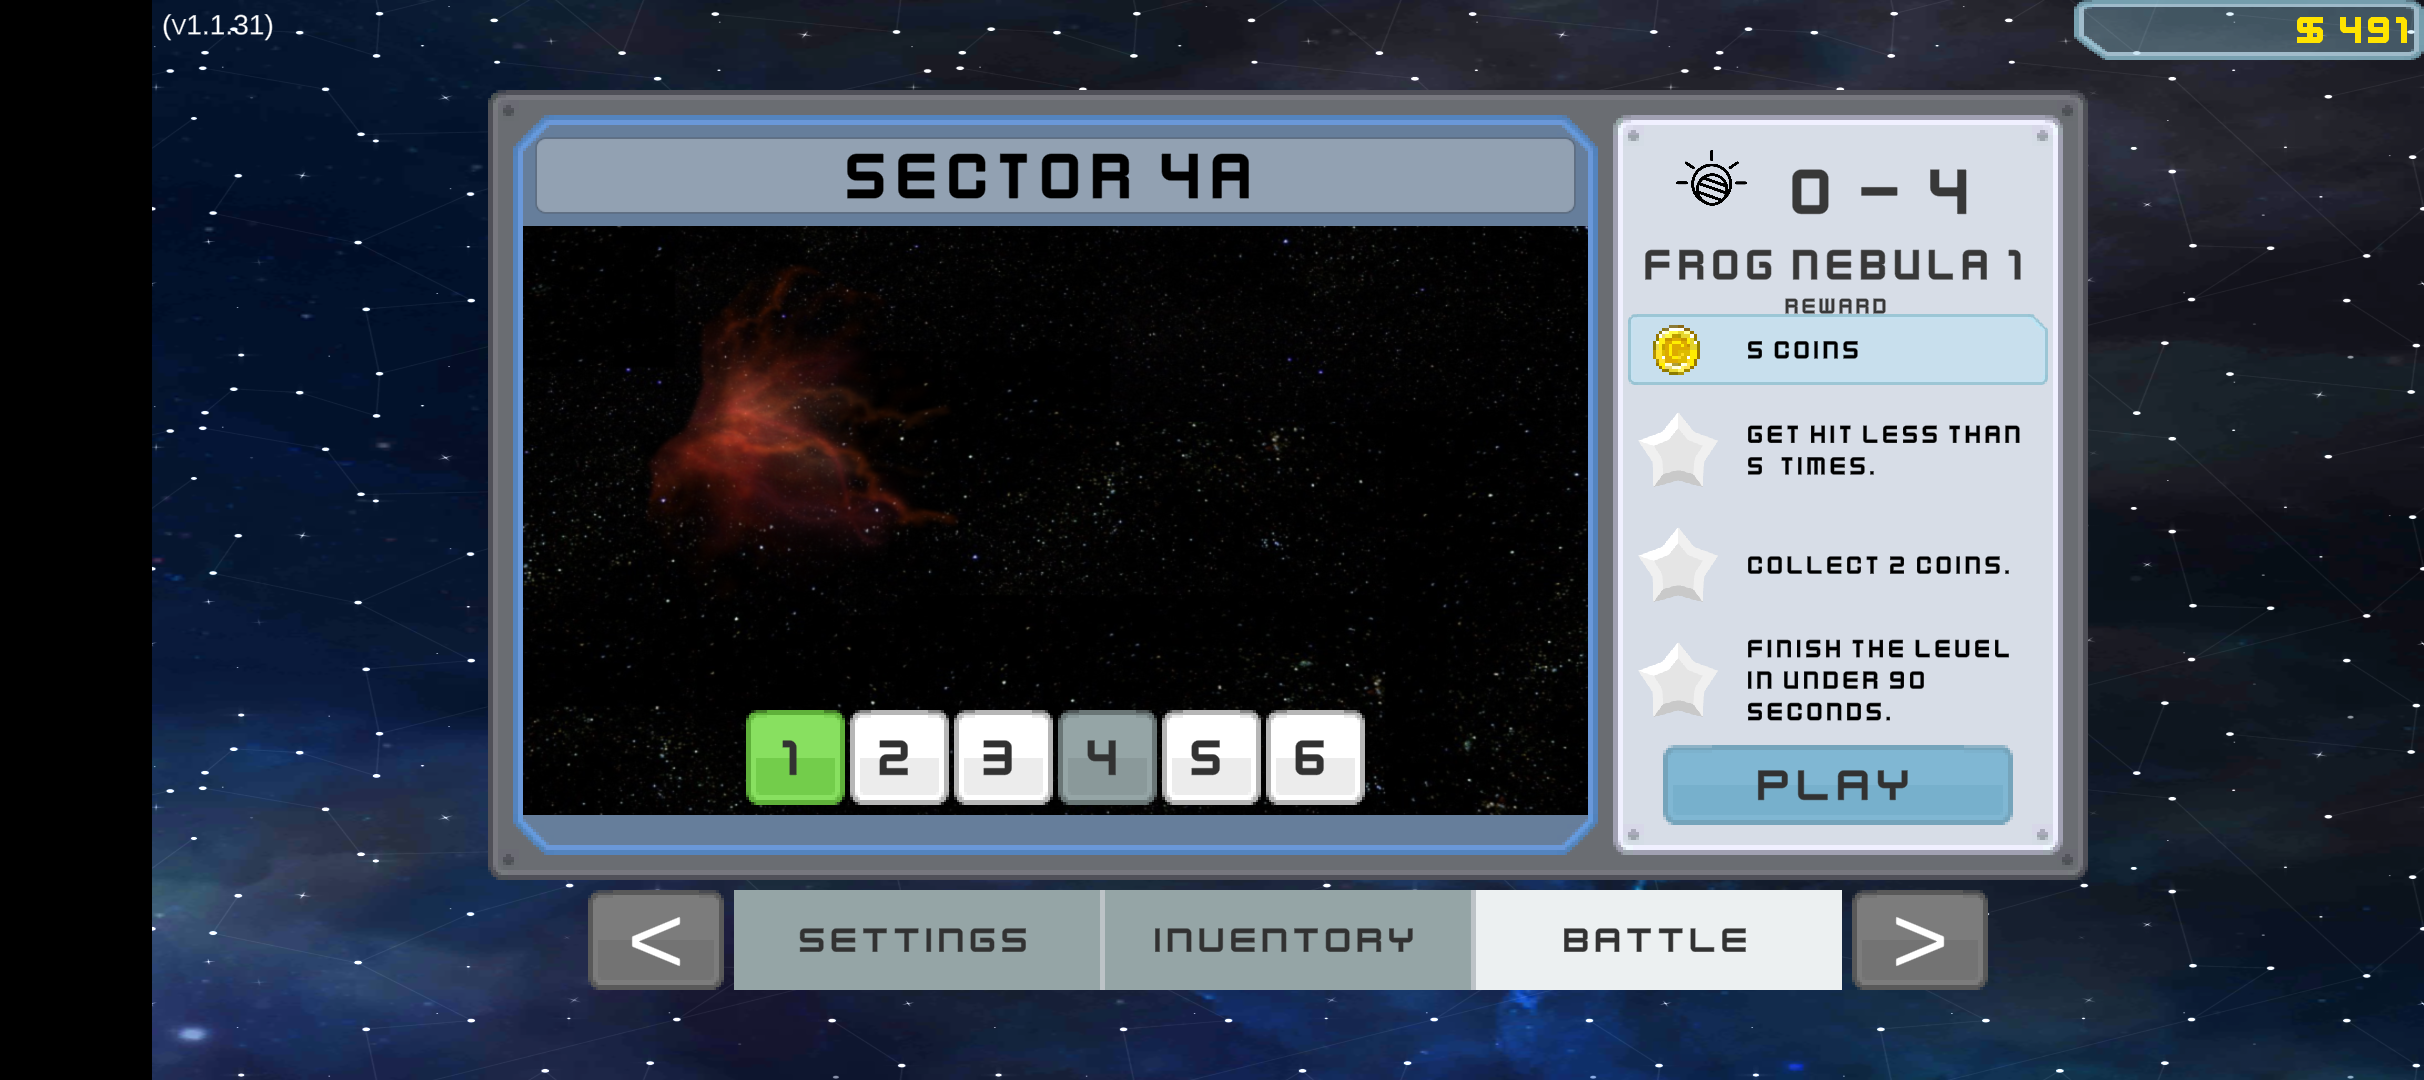 (v1.1.31)
$ 491
SECTOR 4A
0 - 4
FROG NEBULA 1
REWARD
5 COINS
GET HIT LESS THAN
5 TIMES.
COLLECT 2 COINS.
FINISH THE LEVEL
IN UNDER 90
SECONDS.
1 2 3 4 5 6
PLAY
< SETTINGS INVENTORY BATTLE >